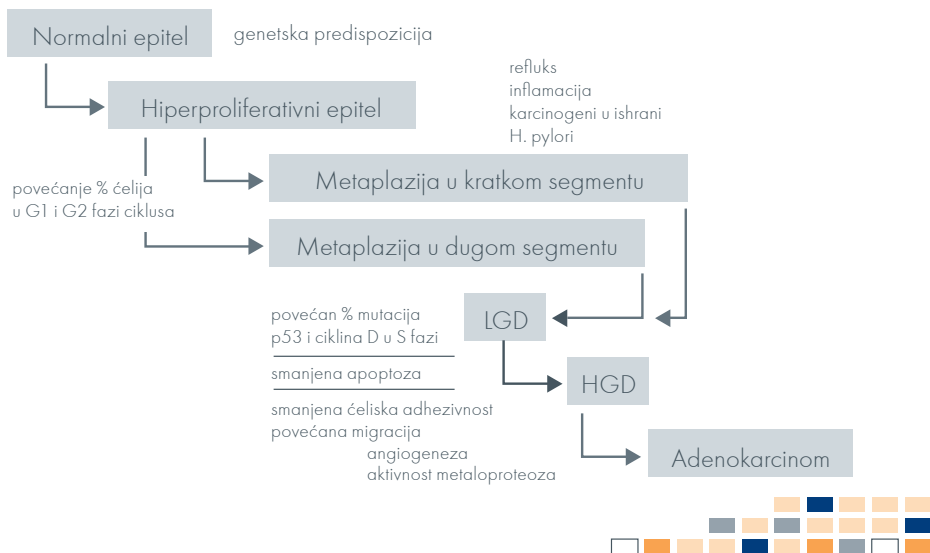 Normalni epitel
genetska predispozicija
refluks
inflamacija
karcinogeni u ishrani
H. pylori
Hiperproliferativni epitel
Metaplazija u kratkom segmentu
povećanje % ćelija
u G1 i G2 fazi ciklusa
Metaplazija u dugom segmentu
povećan % mutacija
p53 i ciklina D u S fazi
LGD
smanjena apoptoza
HGD
smanjena ćeliska adhezivnost
povećana migracija
angiogeneza
aktivnost metaloproteoza
Adenokarcinom